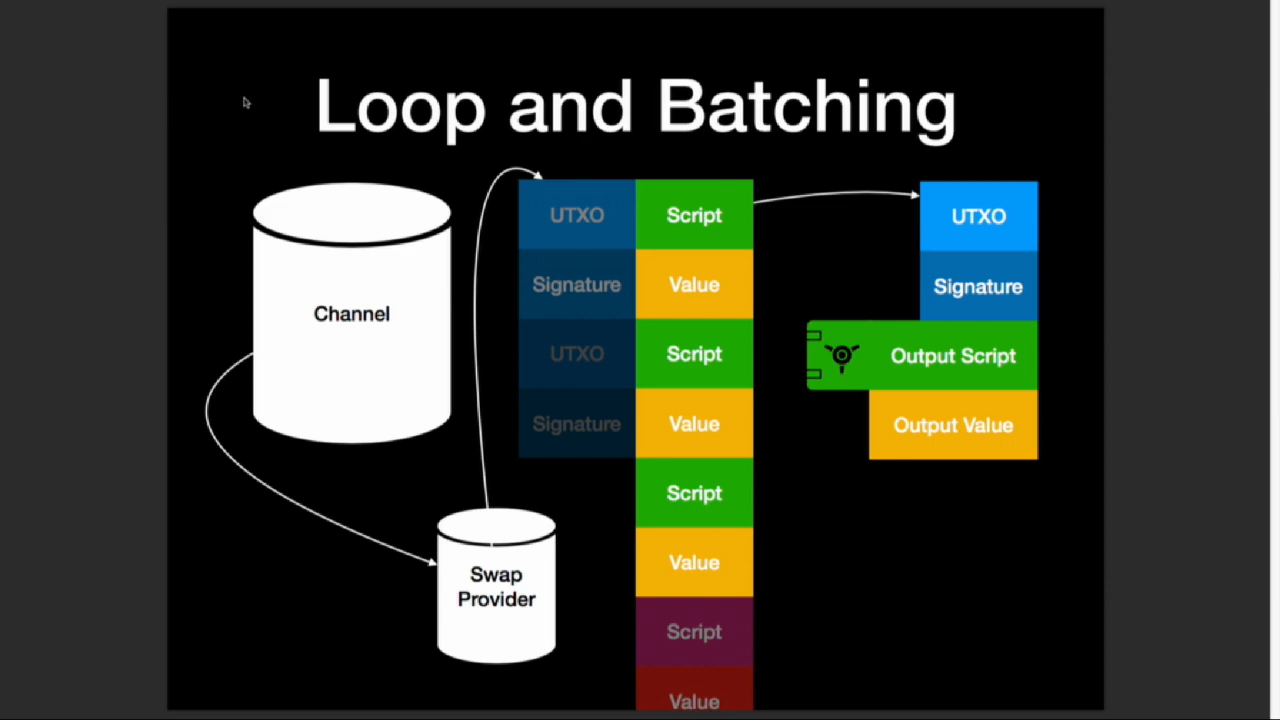 Loop and Batching
Channel
Swap
Provider
UTXO
Signature
UTXO
Signature
Script
Value
Script
Value
Script
Value
Script
Value
UTXO
Signature
Output Script
Output Value